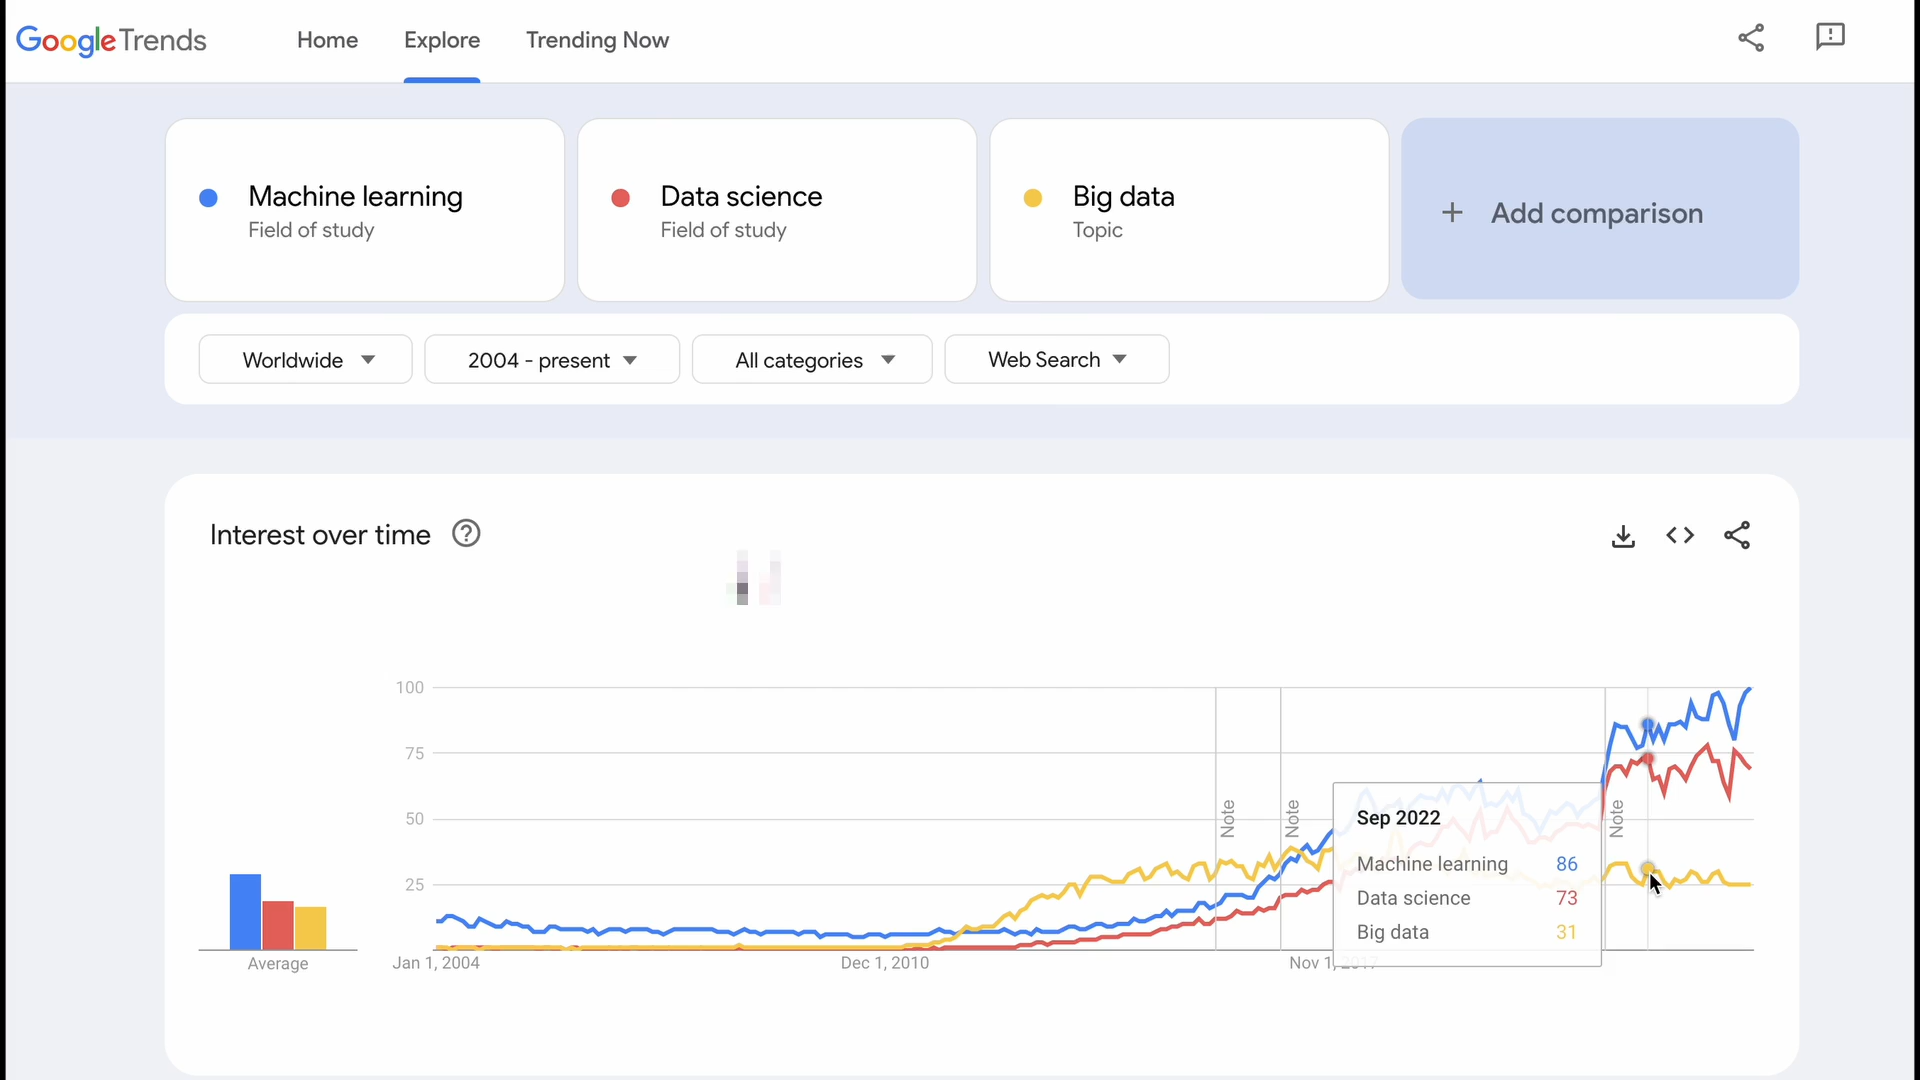 Google Trends
Home Explore Trending Now
Machine learning
Field of study
Data science
Field of study
Big data
Topic
+ Add comparison
Worldwide
2004 - present
All categories
Web Search
Interest over time
100
75
50
25
Note
Note
Note
Sep 2022
Machine learning 86
Data science 73
Big data 31
Average
Jan 1, 2004
Dec 1, 2010
Nov 1, 2017